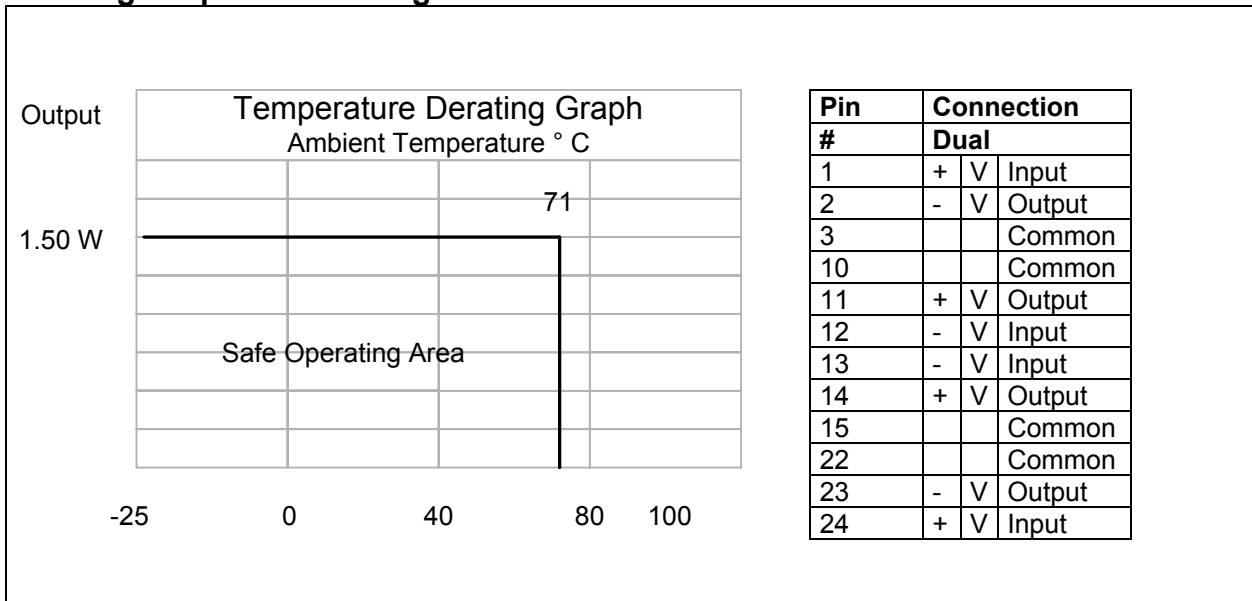 Output
Temperature Derating Graph
Ambient Temperature ° C
71
1.50 W
Safe Operating Area
-25 0 40 80 100
Pin Connection
# Dual
1 + V Input
2 - V Output
3 Common
10 Common
11 + V Output
12 - V Input
13 - V Input
14 + V Output
15 Common
22 Common
23 - V Output
24 + V Input